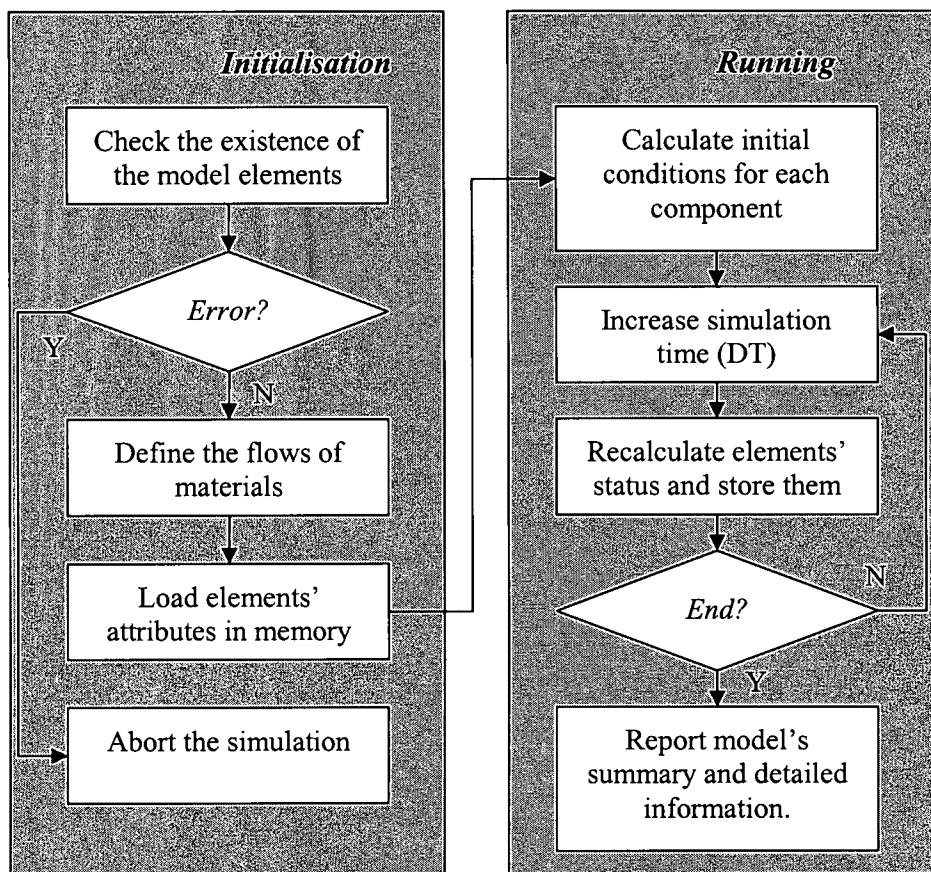 Initialisation
Check the existence of
the model elements
Error?
Y
N
Define the flows of
materials
Load elements’
attributes in memory
Abort the simulation
Running
Calculate initial
conditions for each
component
Increase simulation
time (DT)
Recalculate elements’
status and store them
N
End?
Y
Report model’s
summary and detailed
information.